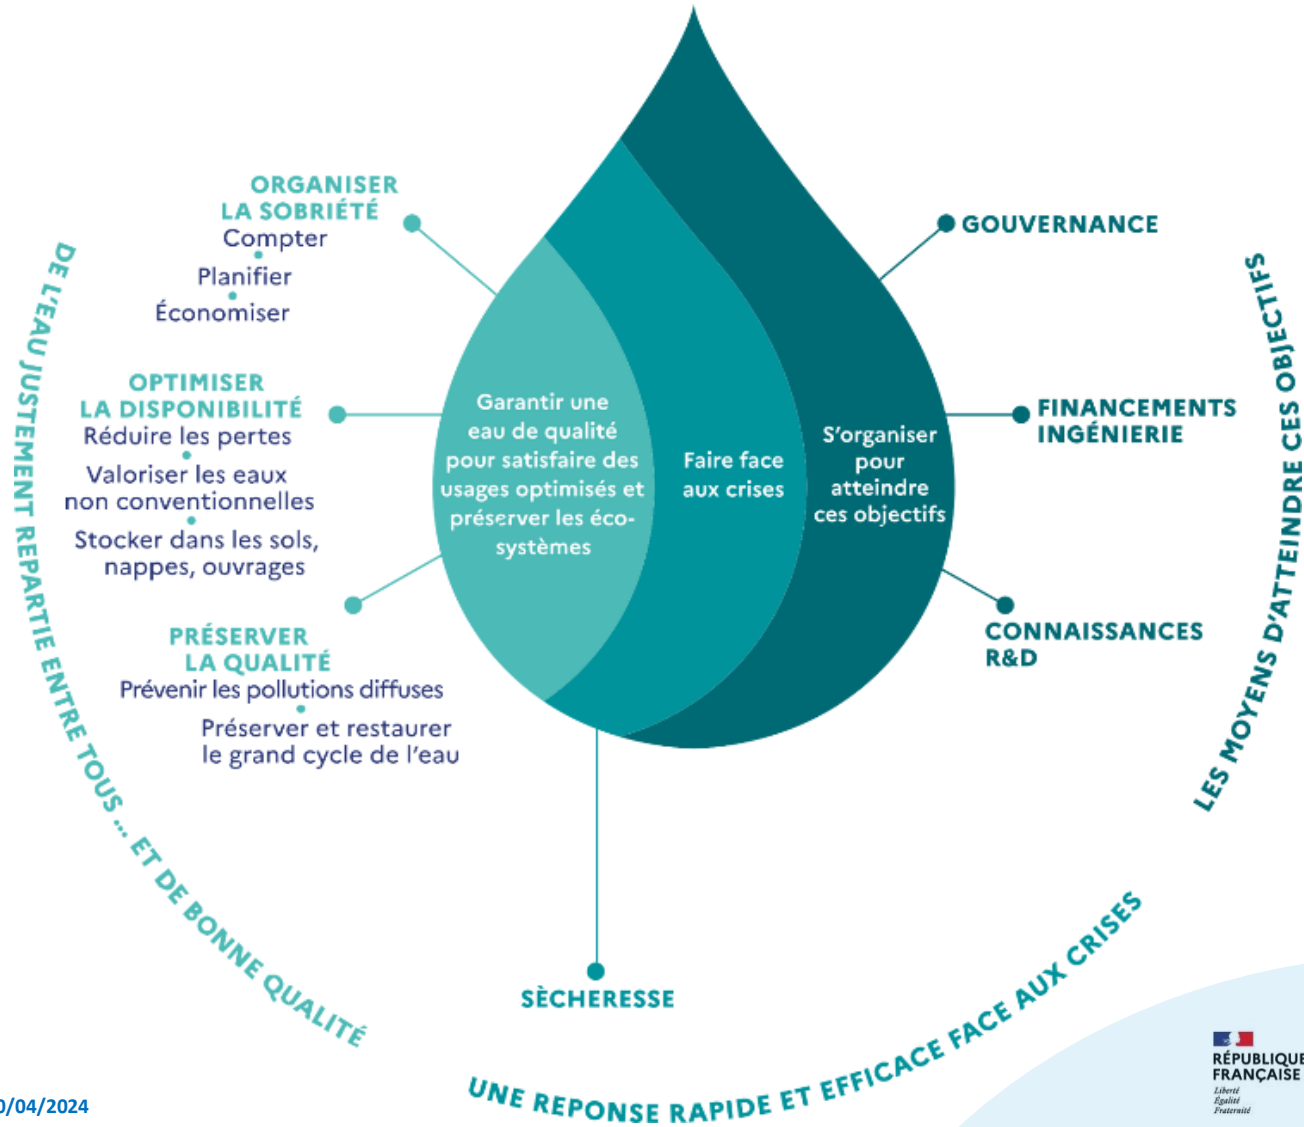 ORGANISER
LA SOBRIÉTÉ
Compter
Planifier
Économiser
OPTIMISER
LA DISPONIBILITÉ
Réduire les pertes
Valoriser les eaux
non conventionnelles
Stocker dans les sols,
nappes, ouvrages
PRÉSERVER
LA QUALITÉ
Prévenir les pollutions diffuses
Préserver et restaurer
le grand cycle de l'eau
DE L'EAU JUSTEMENT REPARTIE ENTRE TOUS ... ET DE BONNE QUALITÉ
Garantir une
eau de qualité
pour satisfaire des
usages optimisés et
préserver les éco-
systèmes
Faire face
aux crises
S'organiser
pour
atteindre
ces objectifs
GOUVERNANCE
FINANCEMENTS
INGÉNIERIE
CONNAISSANCES
R&D
LES MOYENS D'ATTEINDRE CES OBJECTIFS
SÈCHERESSE
UNE REPONSE RAPIDE ET EFFICACE FACE AUX CRISES
0/04/2024
RÉPUBLIQUE
FRANÇAISE
Liberté
Égalité
Fraternité